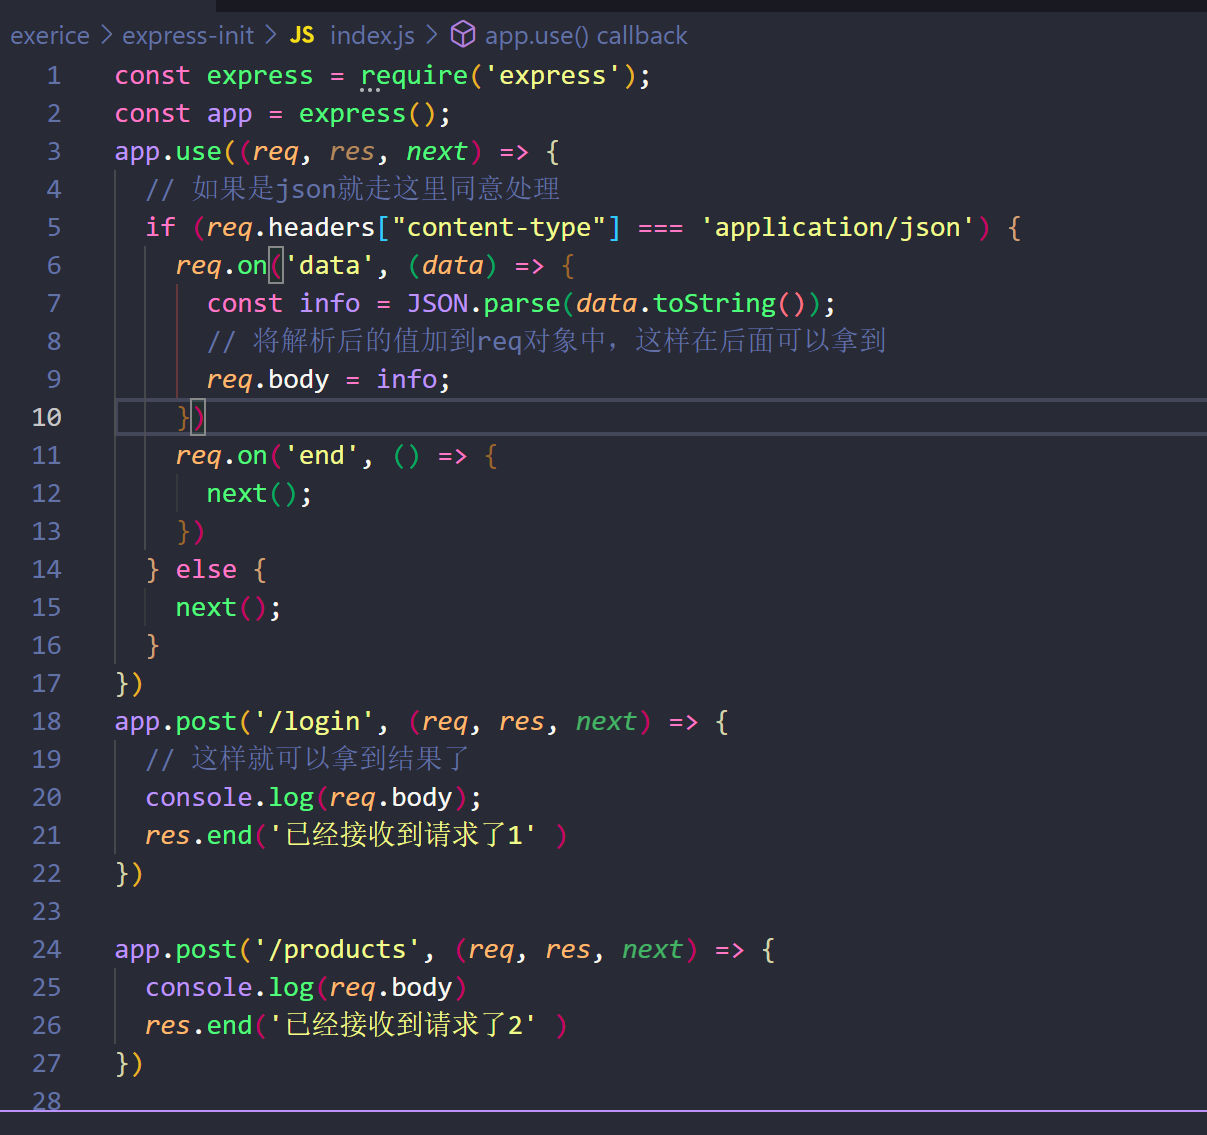 exerice > express-init > JS index.js > app.use() callback
1 const express = require('express');
2 const app = express();
3 app.use((req, res, next) => {
4 // 如果是json就走这里同意处理
5 if (req.headers["content-type"] === 'application/json') {
6 req.on('data', (data) => {
7 const info = JSON.parse(data.toString());
8 // 将解析后的值加到req对象中，这样在后面可以拿到
9 req.body = info;
10 })
11 req.on('end', () => {
12 next();
13 })
14 } else {
15 next();
16 }
17 })
18 app.post('/login', (req, res, next) => {
19 // 这样就可以拿到结果了
20 console.log(req.body);
21 res.end('已经接收到请求了1' )
22 })
23
24 app.post('/products', (req, res, next) => {
25 console.log(req.body)
26 res.end('已经接收到请求了2' )
27 })
28